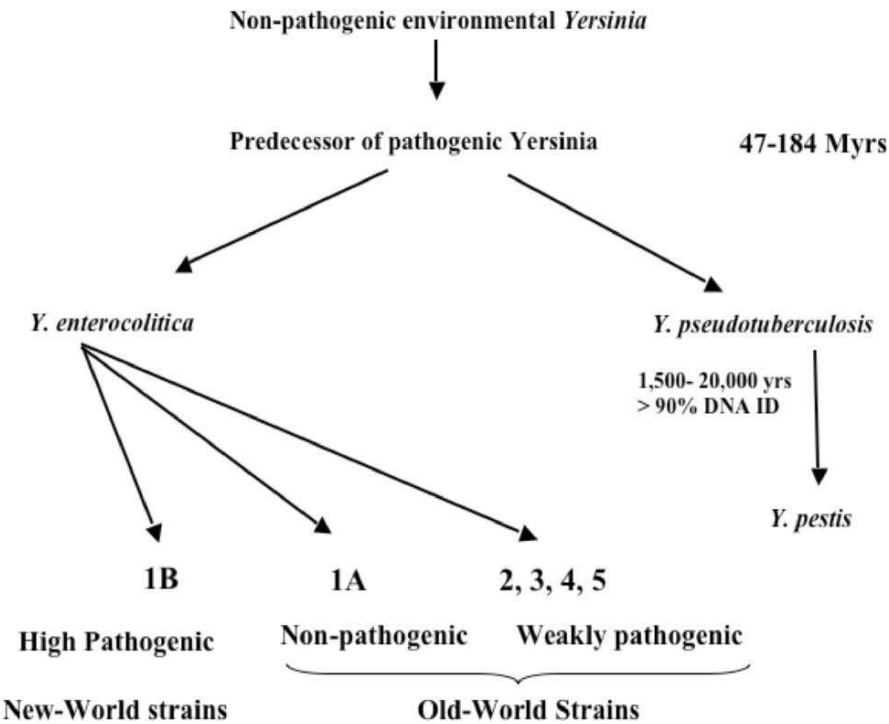 Non-pathogenic environmental Yersinia
Predecessor of pathogenic Yersinia
47-184 Myrs
Y. enterocolitica
Y. pseudotuberculosis
1,500- 20,000 yrs
> 90% DNA ID
Y. pestis
1B
1A
2, 3, 4, 5
High Pathogenic
Non-pathogenic
Weakly pathogenic
New-World strains
Old-World Strains